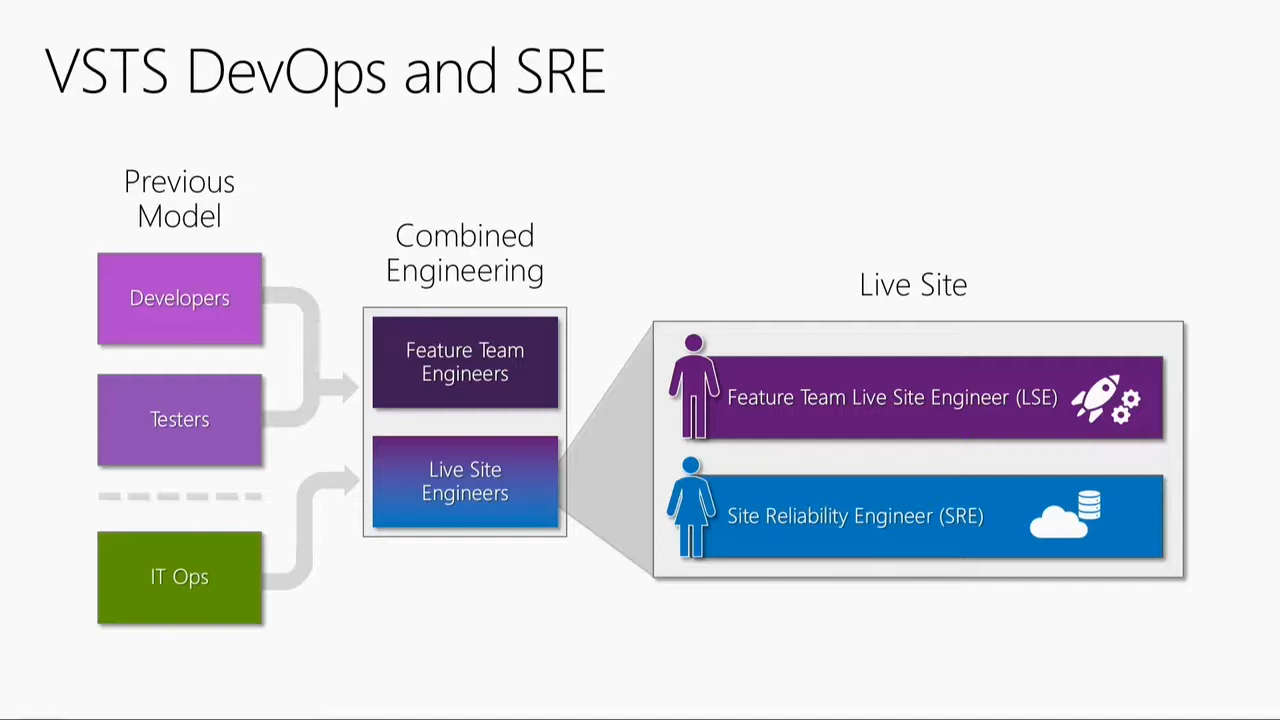 VSTS DevOps and SRE
Previous
Model
Developers
Testers
IT Ops
Combined
Engineering
Feature Team
Engineers
Live Site
Engineers
Live Site
Feature Team Live Site Engineer (LSE)
Site Reliability Engineer (SRE)